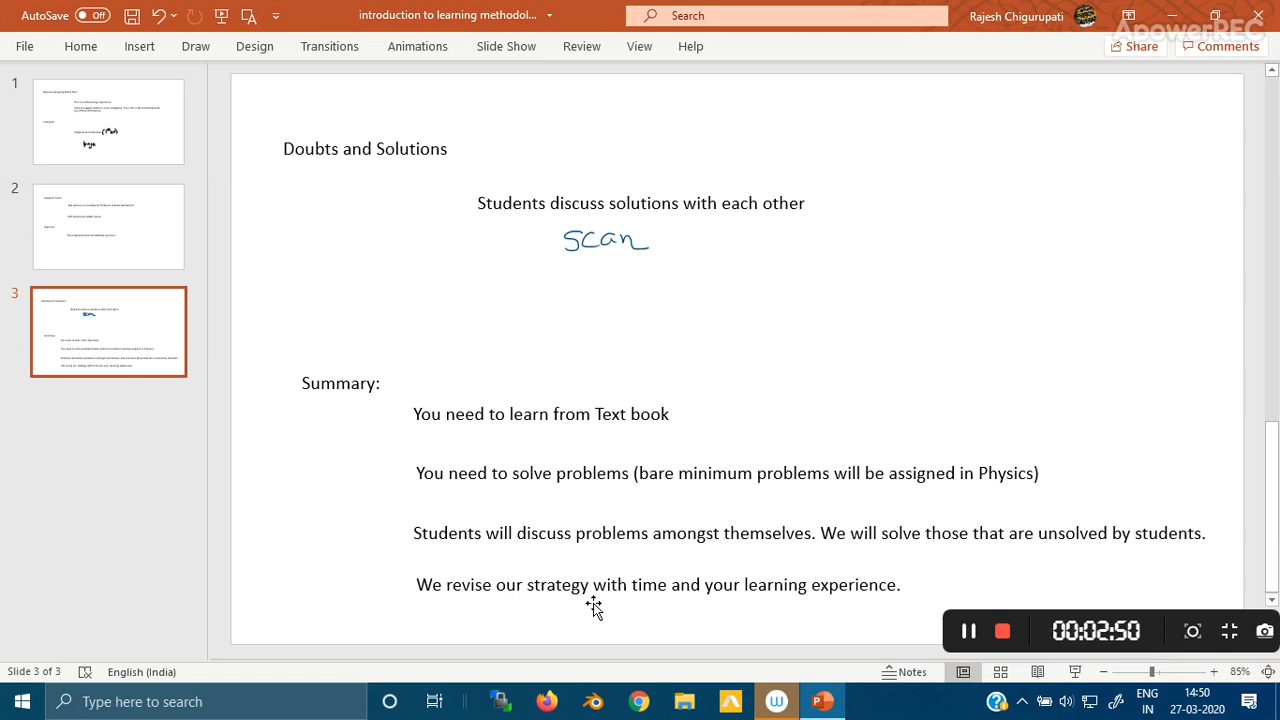 AutoSave Off introduction to learning methodol... Search Rajesh Chigurupati
ApowerREC
File Home Insert Draw Design Transitions Animations Slide Show Review View Help Share Comments
1
2
3
Doubts and Solutions
Students discuss solutions with each other
scan
Summary:
You need to learn from Text book
You need to solve problems (bare minimum problems will be assigned in Physics)
Students will discuss problems amongst themselves. We will solve those that are unsolved by students.
We revise our strategy with time and your learning experience.
00:02:50
Slide 3 of 3 English (India) Notes 85%
Type here to search
ENG
IN
14:50
27-03-2020